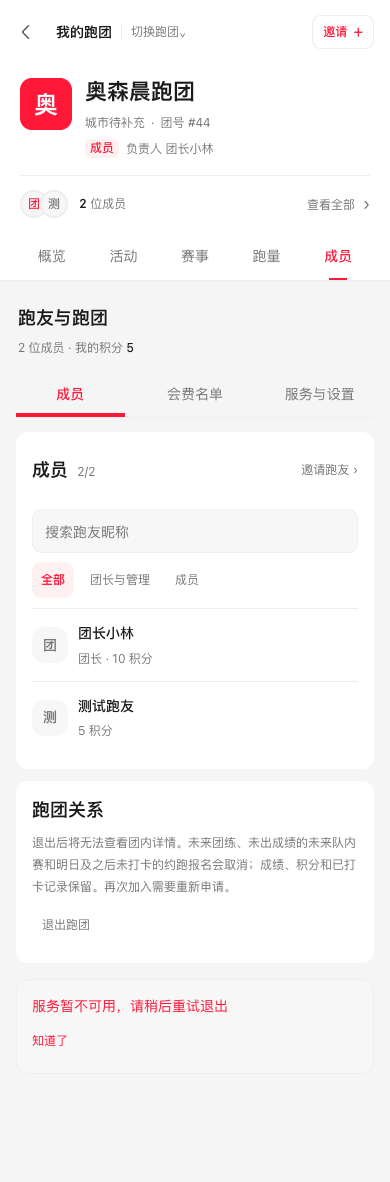 我的跑团 切换跑团
邀请 +
奥
奥森晨跑团
城市待补充 · 团号 #44
成员 负责人 团长小林
团 测 2 位成员 查看全部 ›
概览 活动 赛事 跑量 成员
跑友与跑团
2 位成员 · 我的积分 5
成员 会费名单 服务与设置
成员 2/2 邀请跑友 ›
搜索跑友昵称
全部 团长与管理 成员
团 团长小林
团长 · 10 积分
测 测试跑友
5 积分
跑团关系
退出后将无法查看团内详情。未来团练、未出成绩的未来队内
赛和明日及之后未打卡的约跑报名会取消；成绩、积分和已打
卡记录保留。再次加入需要重新申请。
退出跑团
服务暂不可用，请稍后重试退出
知道了